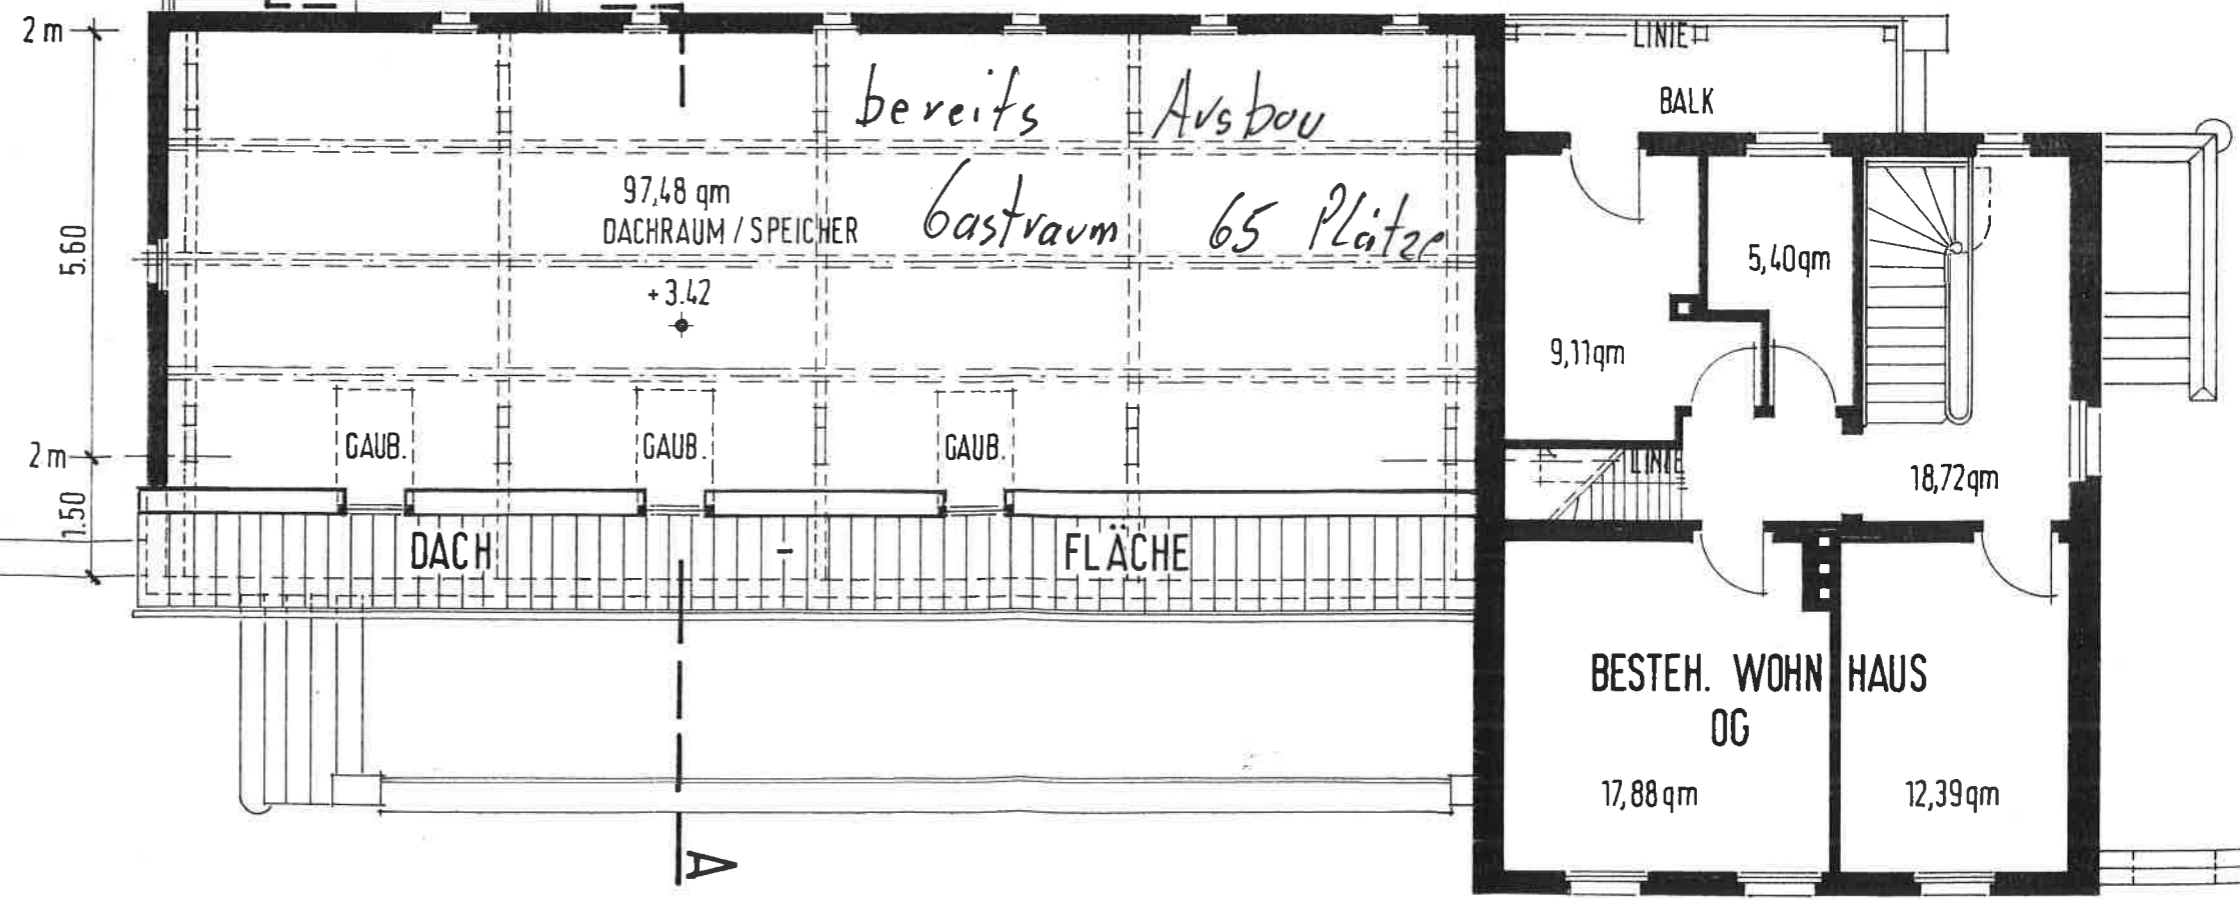 2 m
LINIE
BALK
bereits Ausbau
97,48 qm
DACHRAUM / SPEICHER
Gastraum 65 Plätze
5.60
+3.42
5,40qm
9,11qm
GAUB.
GAUB.
GAUB.
2 m
LINIE
18,72qm
1.50
DACH - FLÄCHE
BESTEH. WOHNHAUS
OG
17,88qm
12,39qm
A